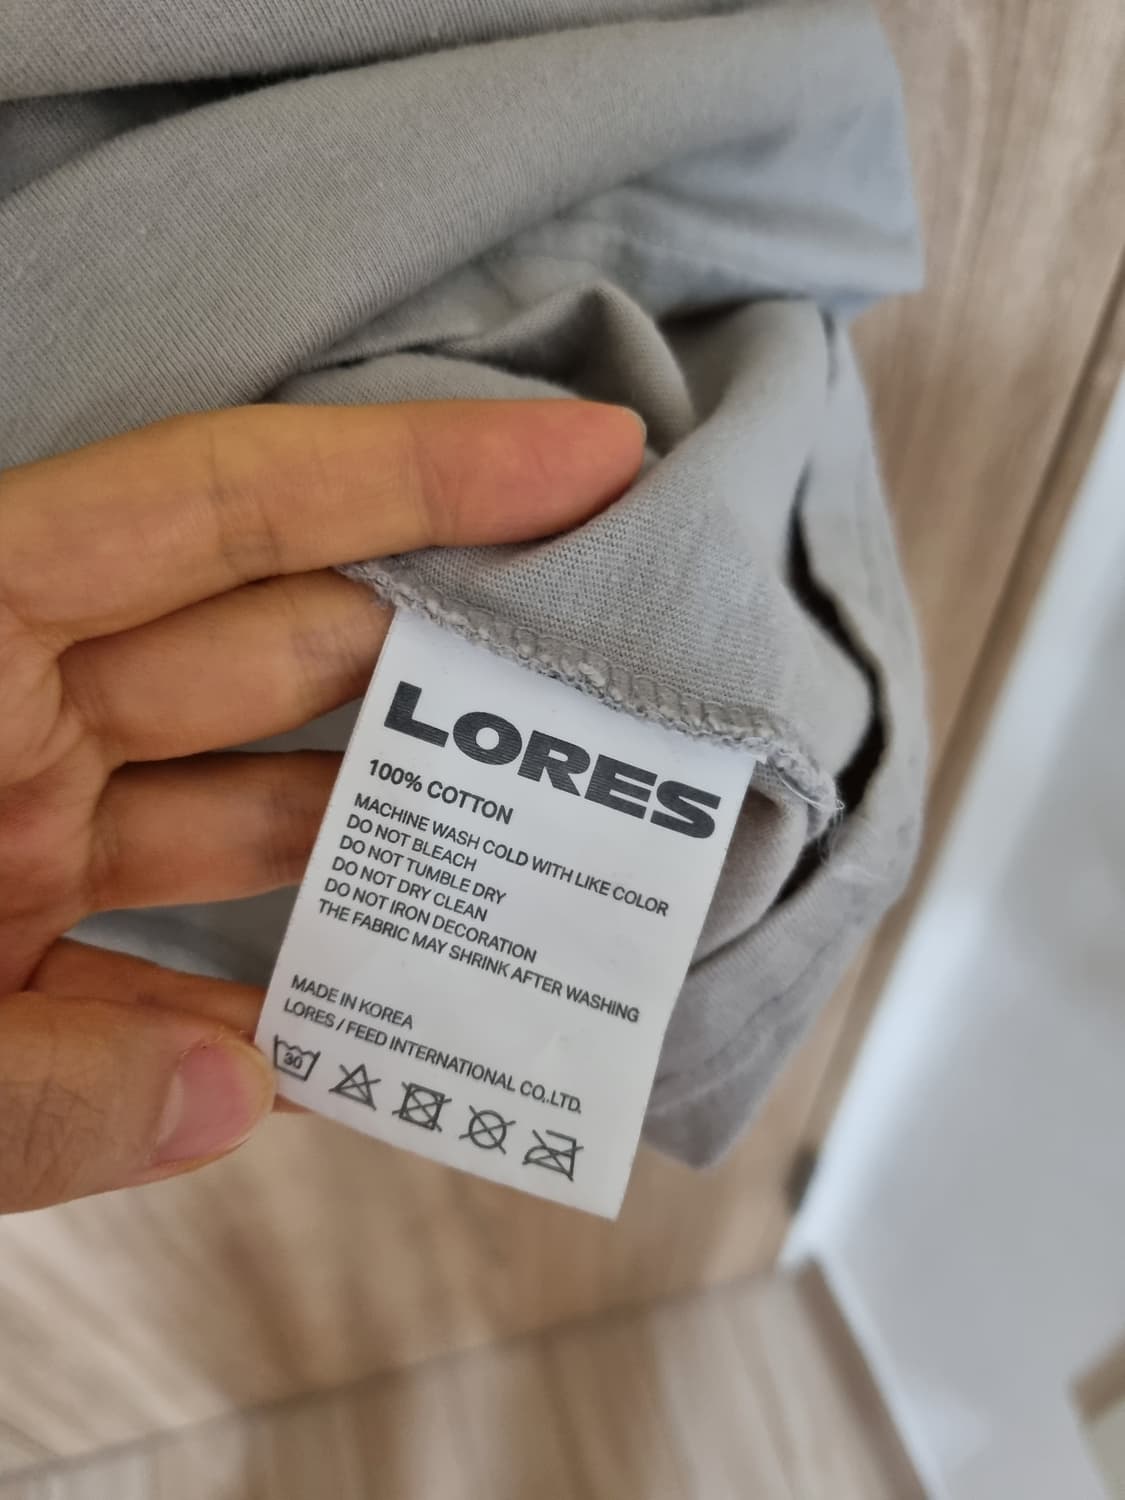 LORES
100% COTTON
MACHINE WASH COLD WITH LIKE COLOR
DO NOT BLEACH
DO NOT TUMBLE DRY
DO NOT DRY CLEAN
DO NOT IRON DECORATION
THE FABRIC MAY SHRINK AFTER WASHING
MADE IN KOREA
LORES / FEED INTERNATIONAL CO.,LTD.
30